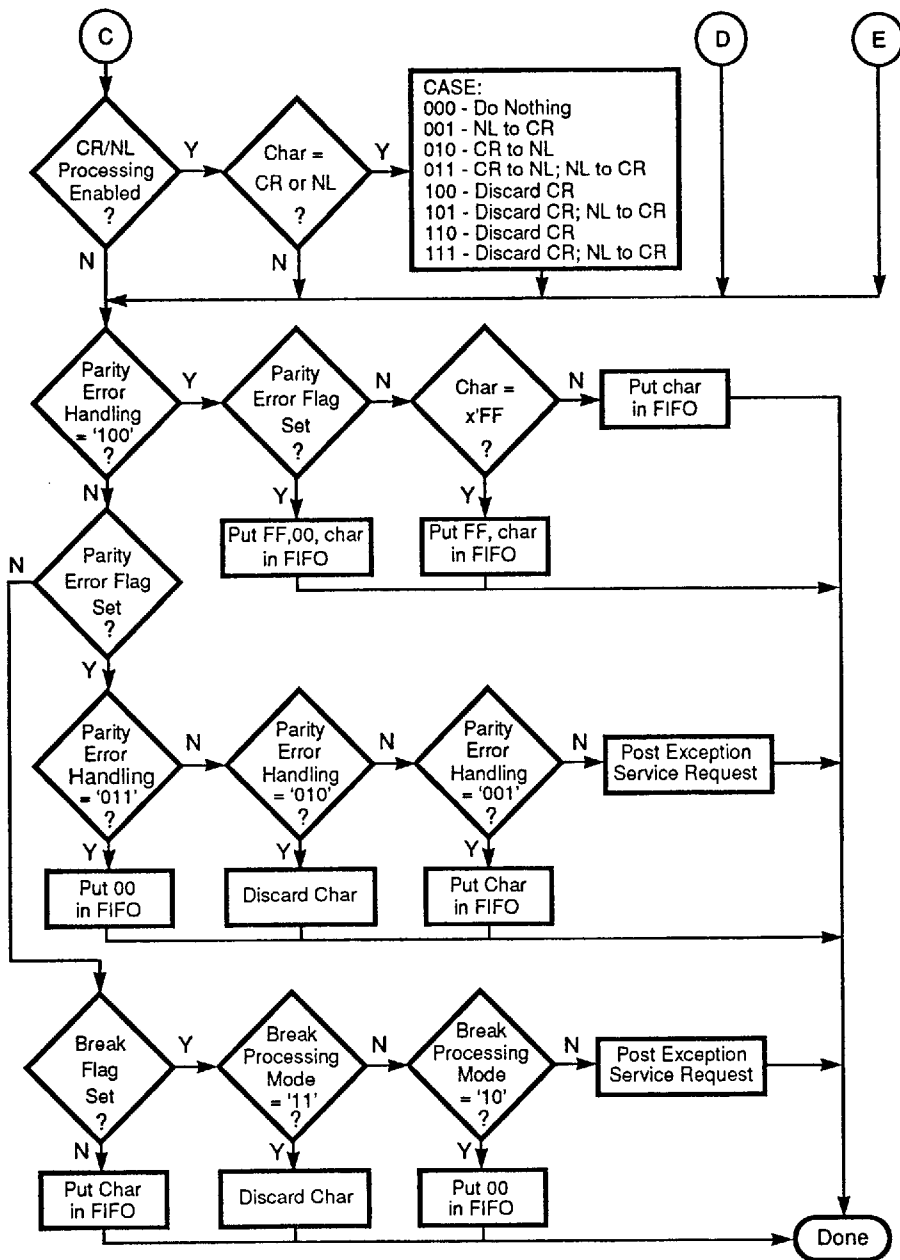 C
D
E
CR/NL
Processing
Enabled
?
Y
N
Char =
CR or NL
?
Y
N
CASE:
000 - Do Nothing
001 - NL to CR
010 - CR to NL
011 - CR to NL; NL to CR
100 - Discard CR
101 - Discard CR; NL to CR
110 - Discard CR
111 - Discard CR; NL to CR
Parity
Error
Handling
= '100'
?
Y
N
Parity
Error Flag
Set
?
N
Y
Char =
x'FF
?
N
Y
Put char
in FIFO
Put FF,00, char
in FIFO
Put FF, char
in FIFO
Parity
Error Flag
Set
?
N
Y
Parity
Error
Handling
= '011'
?
N
Y
Parity
Error
Handling
= '010'
?
N
Y
Parity
Error
Handling
= '001'
?
N
Y
Post Exception
Service Request
Put 00
in FIFO
Discard Char
Put Char
in FIFO
Break
Flag
Set
?
Y
N
Break
Processing
Mode
= '11'
?
N
Y
Break
Processing
Mode
= '10'
?
N
Y
Post Exception
Service Request
Put Char
in FIFO
Discard Char
Put 00
in FIFO
Done